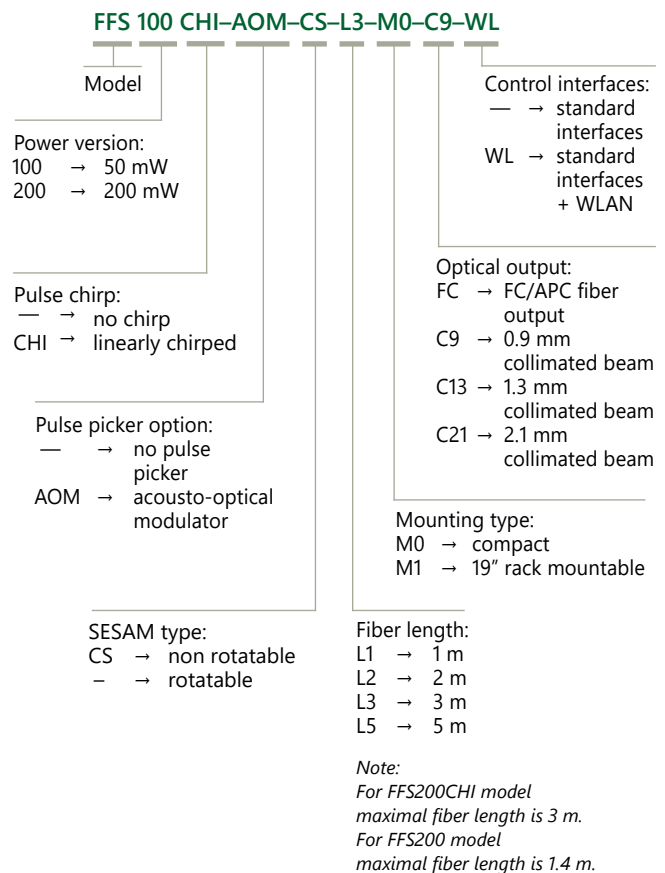 FFS 100 CHI–AOM–CS–L3–M0–C9–WL
Model
Power version:
100 → 50 mW
200 → 200 mW
Pulse chirp:
— → no chirp
CHI → linearly chirped
Pulse picker option:
— → no pulse
picker
AOM → acousto-optical
modulator
SESAM type:
CS → non rotatable
– → rotatable
Fiber length:
L1 → 1 m
L2 → 2 m
L3 → 3 m
L5 → 5 m
Note:
For FFS200CHI model
maximal fiber length is 3 m.
For FFS200 model
maximal fiber length is 1.4 m.
Mounting type:
M0 → compact
M1 → 19” rack mountable
Optical output:
FC → FC/APC fiber
output
C9 → 0.9 mm
collimated beam
C13 → 1.3 mm
collimated beam
C21 → 2.1 mm
collimated beam
Control interfaces:
— → standard
interfaces
WL → standard
interfaces
+ WLAN